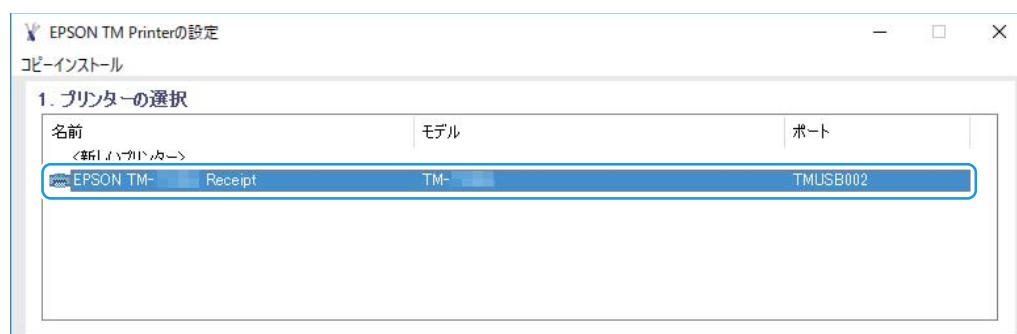 EPSON TM Printerの設定
コピーインストール
1. プリンターの選択
名前 モデル ポート
<新しいプリンター>
EPSON TM- Receipt TM- TMUSB002